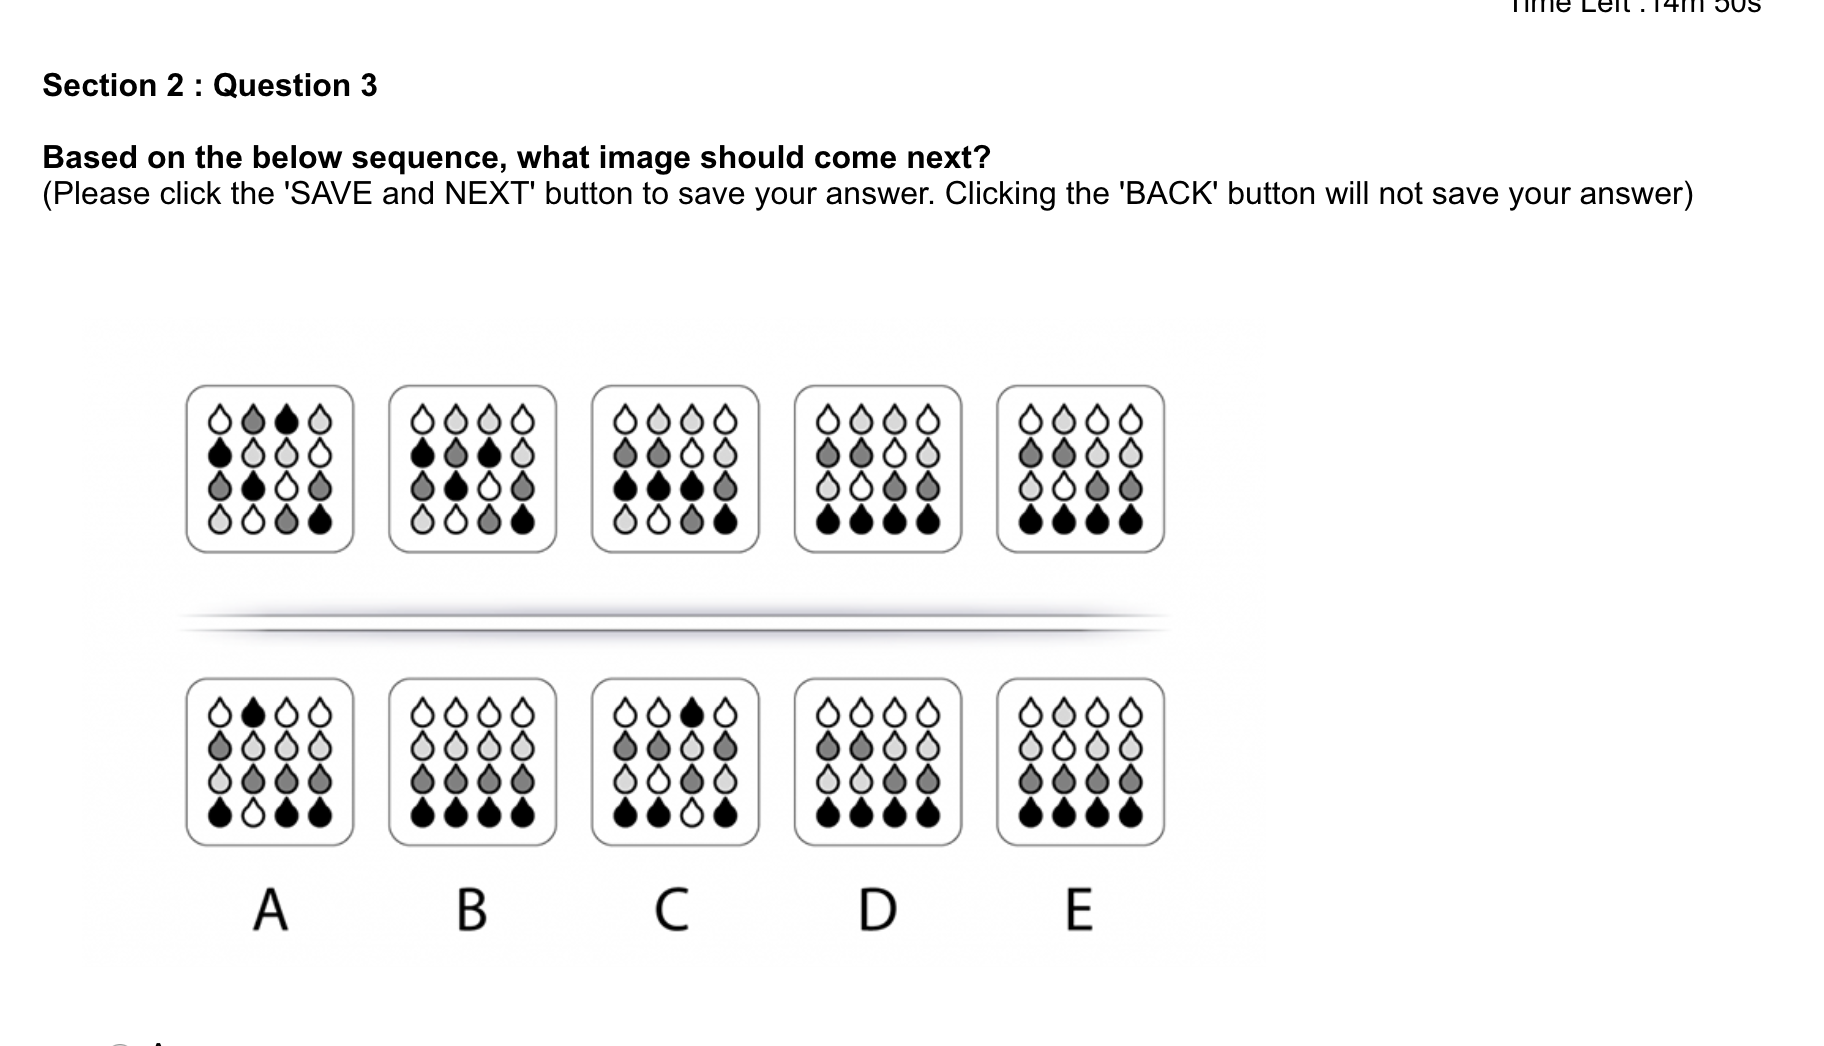 Time Left : 14m 50s
Section 2 : Question 3
Based on the below sequence, what image should come next?
(Please click the 'SAVE and NEXT' button to save your answer. Clicking the 'BACK' button will not save your answer)
A B C D E